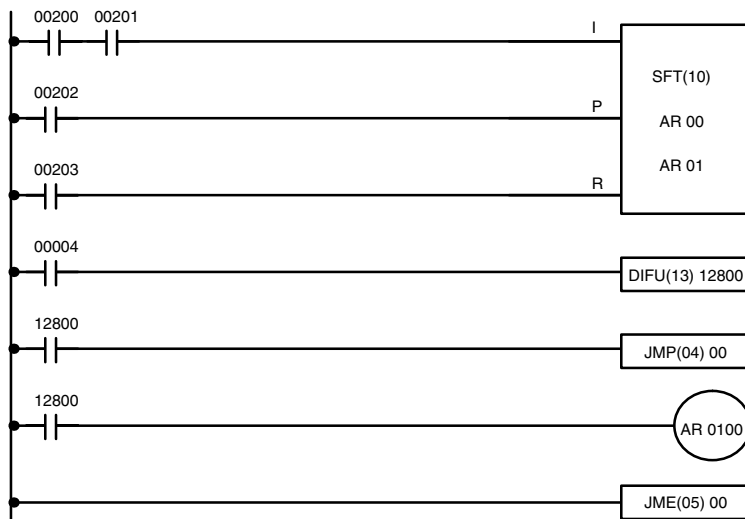 00200 00201
I
SFT(10)
00202
P
AR 00
AR 01
00203
R
00004
DIFU(13) 12800
12800
JMP(04) 00
12800
AR 0100
JME(05) 00